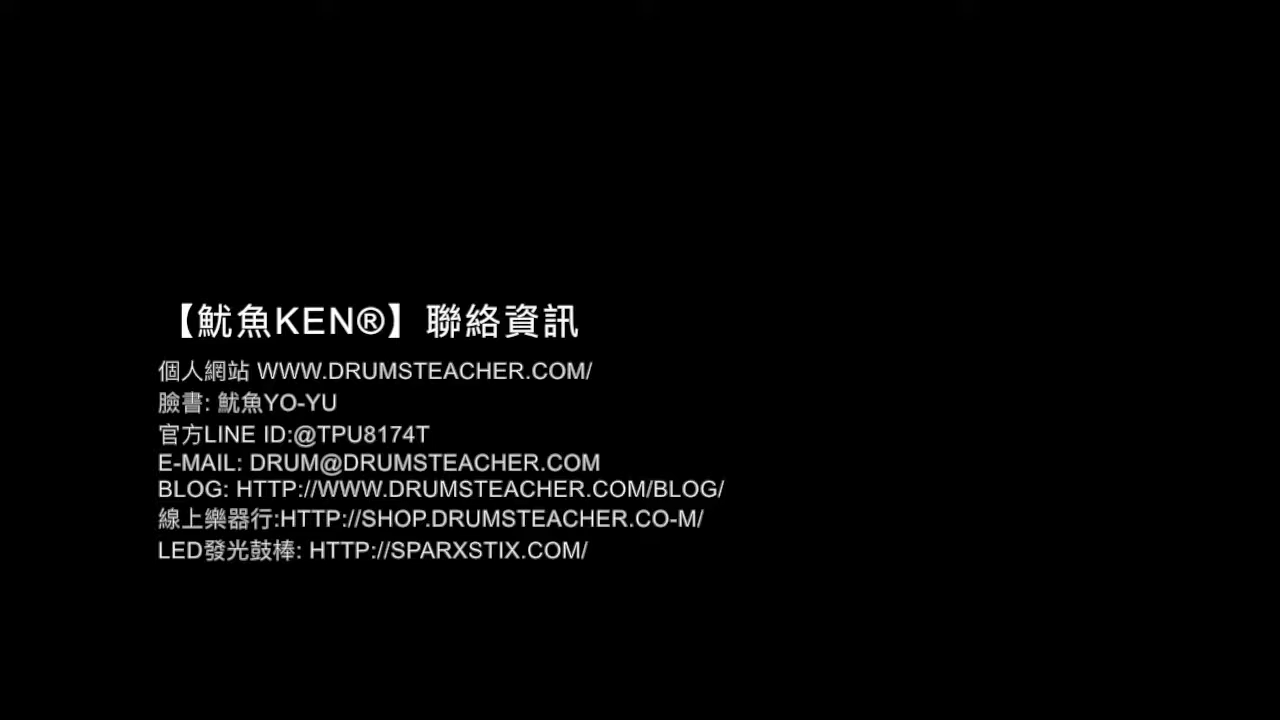 【魷魚KEN®】聯絡資訊
個人網站 WWW.DRUMSTEACHER.COM/
臉書: 魷魚YO-YU
官方LINE ID:@TPU8174T
E-MAIL: DRUM@DRUMSTEACHER.COM
BLOG: HTTP://WWW.DRUMSTEACHER.COM/BLOG/
線上樂器行:HTTP://SHOP.DRUMSTEACHER.CO-M/
LED發光鼓棒: HTTP://SPARXSTIX.COM/